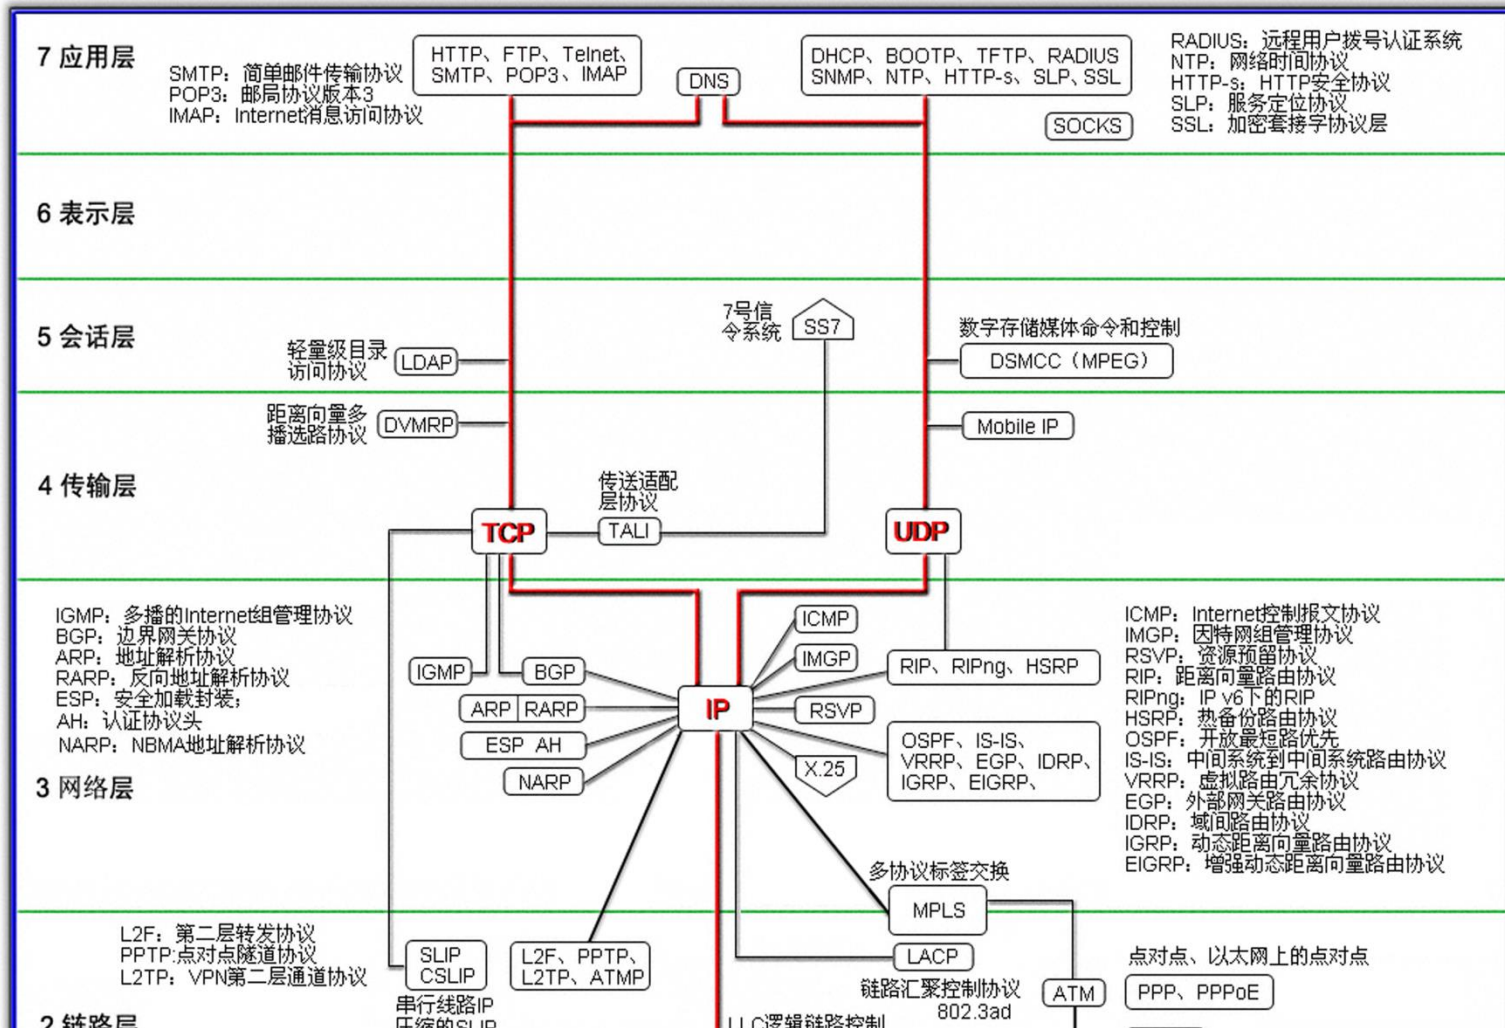 7 应用层
SMTP：简单邮件传输协议
POP3：邮局协议版本3
IMAP：Internet消息访问协议
HTTP、FTP、Telnet、
SMTP、POP3、IMAP
DNS
DHCP、BOOTP、TFTP、RADIUS
SNMP、NTP、HTTP-s、SLP、SSL
SOCKS
RADIUS：远程用户拨号认证系统
NTP：网络时间协议
HTTP-s：HTTP安全协议
SLP：服务定位协议
SSL：加密套接字协议层
6 表示层
5 会话层
轻量级目录
访问协议
LDAP
7号信
令系统
SS7
数字存储媒体命令和控制
DSMCC（MPEG）
4 传输层
距离向量多
播选路协议
DVMRP
Mobile IP
传送适配
层协议
TCP
TALI
UDP
IGMP：多播的Internet组管理协议
BGP：边界网关协议
ARP：地址解析协议
RARP：反向地址解析协议
ESP：安全加载封装；
AH：认证协议头
NARP：NBMA地址解析协议
3 网络层
IGMP
BGP
ARP RARP
ESP AH
NARP
IP
ICMP
IMGP
RIP、RIPng、HSRP
RSVP
X.25
OSPF、IS-IS、
VRRP、EGP、IDRP、
IGRP、EIGRP、
ICMP：Internet控制报文协议
IMGP：因特网组管理协议
RSVP：资源预留协议
RIP：距离向量路由协议
RIPng：IP v6下的RIP
HSRP：热备份路由协议
OSPF：开放最短路优先
IS-IS：中间系统到中间系统路由协议
VRRP：虚拟路由冗余协议
EGP：外部网关路由协议
IDRP：域间路由协议
IGRP：动态距离向量路由协议
EIGRP：增强动态距离向量路由协议
多协议标签交换
MPLS
L2F：第二层转发协议
PPTP:点对点隧道协议
L2TP：VPN第二层通道协议
SLIP
CSLIP
串行线路IP
压缩的SLIP
L2F、PPTP、
L2TP、ATMP
LACP
链路汇聚控制协议
802.3ad
ATM
点对点、以太网上的点对点
PPP、PPPoE
2 链路层
LLC逻辑链路控制